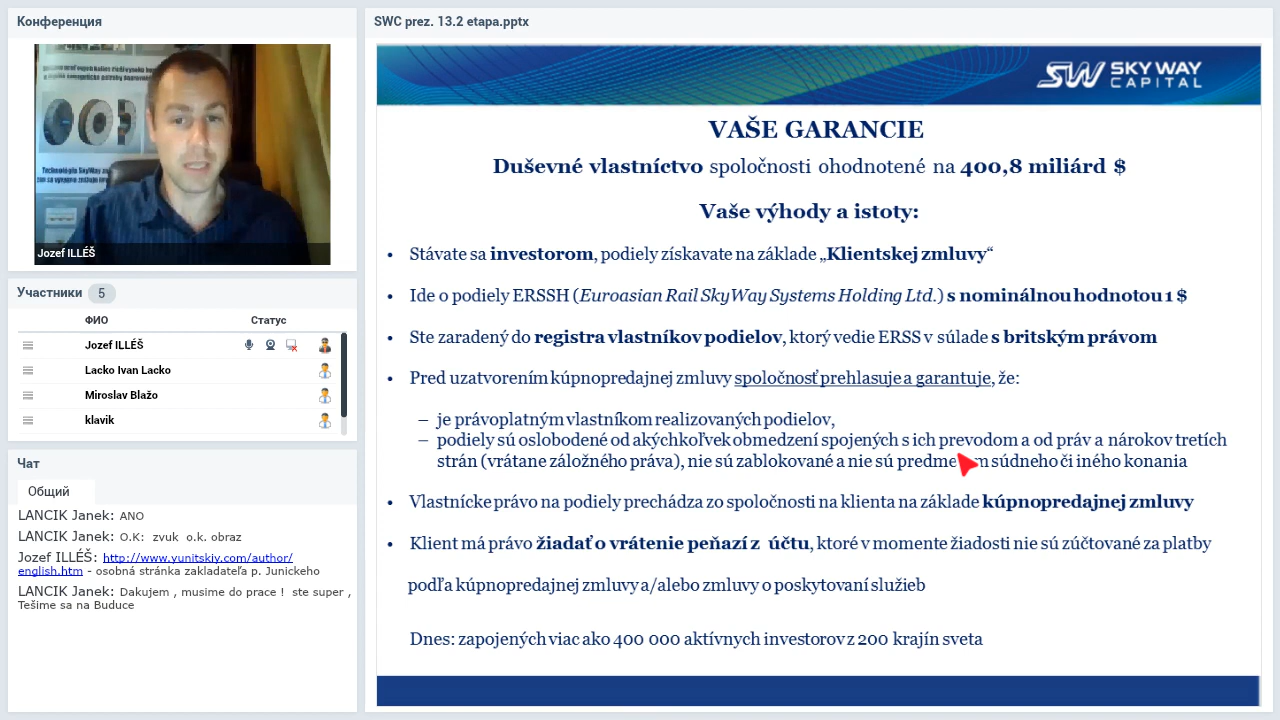 Конференция
Jozef ILLÉŠ
Участники 5
ФИО Статус
Jozef ILLÉŠ
Lacko Ivan Lacko
Miroslav Blažo
klavik
Чат
Общий
LANCIK Janek: ANO
LANCIK Janek: O.K: zvuk o.k. obraz
Jozef ILLÉŠ: http://www.yunitskiy.com/author/
english.htm - osobná stránka zakladateľa p. Junickeho
LANCIK Janek: Dakujem , musime do prace ! ste super ,
Tešime sa na Buduce
SWC prez. 13.2 etapa.pptx
SW SKY WAY
CAPITAL
VAŠE GARANCIE
Duševné vlastníctvo spoločnosti ohodnotené na 400,8 miliárd $
Vaše výhody a istoty:
• Stávate sa investorom, podiely získavate na základe „Klientskej zmluvy“
• Ide o podiely ERSSH (Euroasian Rail SkyWay Systems Holding Ltd.) s nominálnou hodnotou 1 $
• Ste zaradený do registra vlastníkov podielov, ktorý vedie ERSS v súlade s britským právom
• Pred uzatvorením kúpnopredajnej zmluvy spoločnosť prehlasuje a garantuje, že:
– je právoplatným vlastníkom realizovaných podielov,
– podiely sú oslobodené od akýchkoľvek obmedzení spojených s ich prevodom a od práv a nárokov tretích
strán (vrátane záložného práva), nie sú zablokované a nie sú predme m súdneho či iného konania
• Vlastnícke právo na podiely prechádza zo spoločnosti na klienta na základe kúpnopredajnej zmluvy
• Klient má právo žiadať o vrátenie peňazí z účtu, ktoré v momente žiadosti nie sú zúčtované za platby
podľa kúpnopredajnej zmluvy a/alebo zmluvy o poskytovaní služieb
Dnes: zapojených viac ako 400 000 aktívnych investorov z 200 krajín sveta